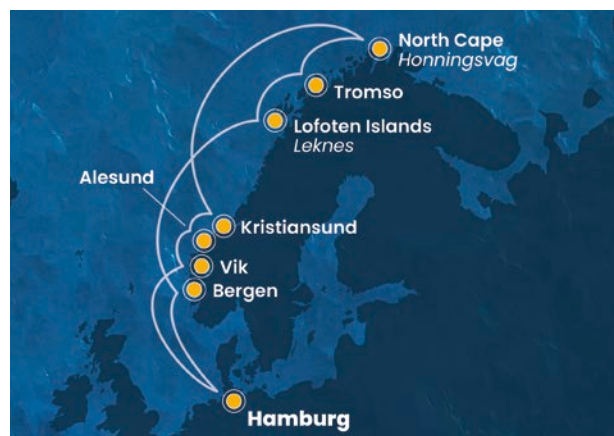 North Cape
Honningsvag
Tromso
Lofoten Islands
Leknes
Alesund
Kristiansund
Vik
Bergen
Hamburg